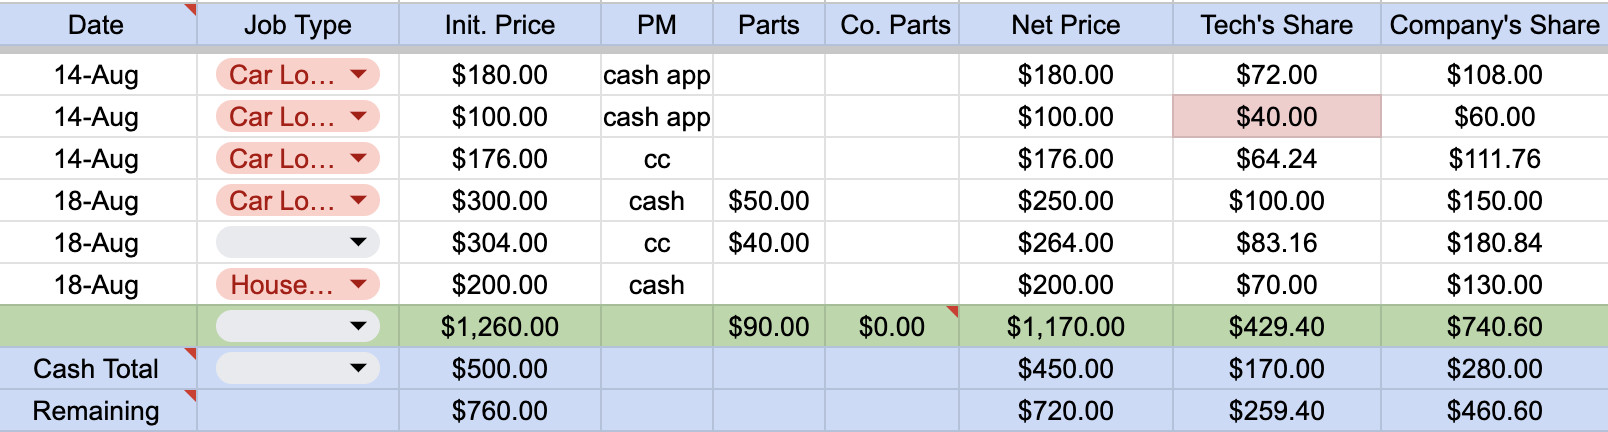 Date Job Type Init. Price PM Parts Co. Parts Net Price Tech's Share Company's Share
14-Aug Car Lo... $180.00 cash app $180.00 $72.00 $108.00
14-Aug Car Lo... $100.00 cash app $100.00 $40.00 $60.00
14-Aug Car Lo... $176.00 cc $176.00 $64.24 $111.76
18-Aug Car Lo... $300.00 cash $50.00 $250.00 $100.00 $150.00
18-Aug $304.00 cc $40.00 $264.00 $83.16 $180.84
18-Aug House... $200.00 cash $200.00 $70.00 $130.00
$1,260.00 $90.00 $0.00 $1,170.00 $429.40 $740.60
Cash Total $500.00 $450.00 $170.00 $280.00
Remaining $760.00 $720.00 $259.40 $460.60